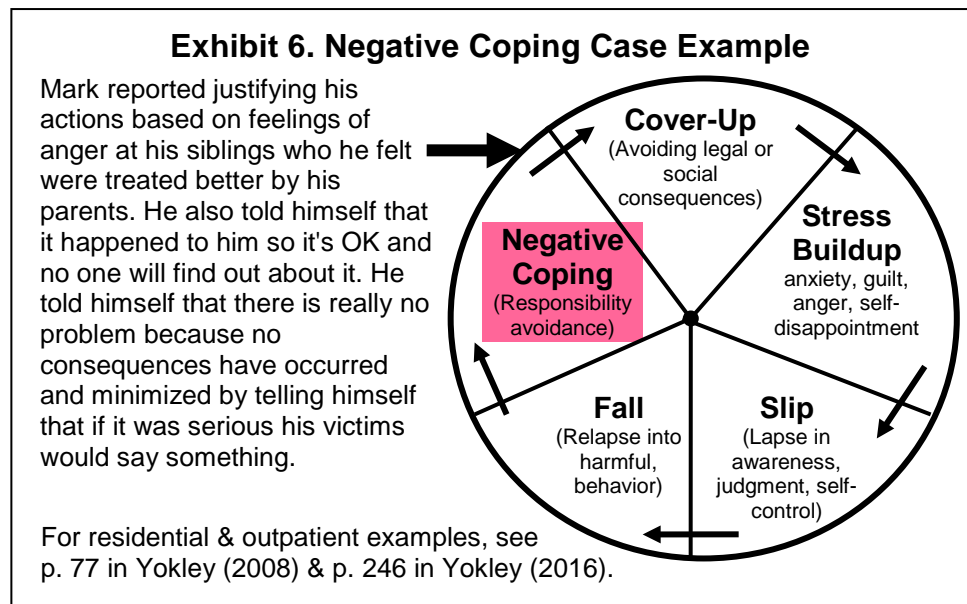 Exhibit 6. Negative Coping Case Example
Mark reported justifying his
actions based on feelings of
anger at his siblings who he felt
were treated better by his
parents. He also told himself that
it happened to him so it's OK and
no one will find out about it. He
told himself that there is really no
problem because no
consequences have occurred
and minimized by telling himself
that if it was serious his victims
would say something.
For residential & outpatient examples, see
p. 77 in Yokley (2008) & p. 246 in Yokley (2016).
Cover-Up
(Avoiding legal or
social
consequences)
Stress
Buildup
anxiety, guilt,
anger, self-
disappointment
Slip
(Lapse in
awareness,
judgment, self-
control)
Fall
(Relapse into
harmful,
behavior)
Negative
Coping
(Responsibility
avoidance)